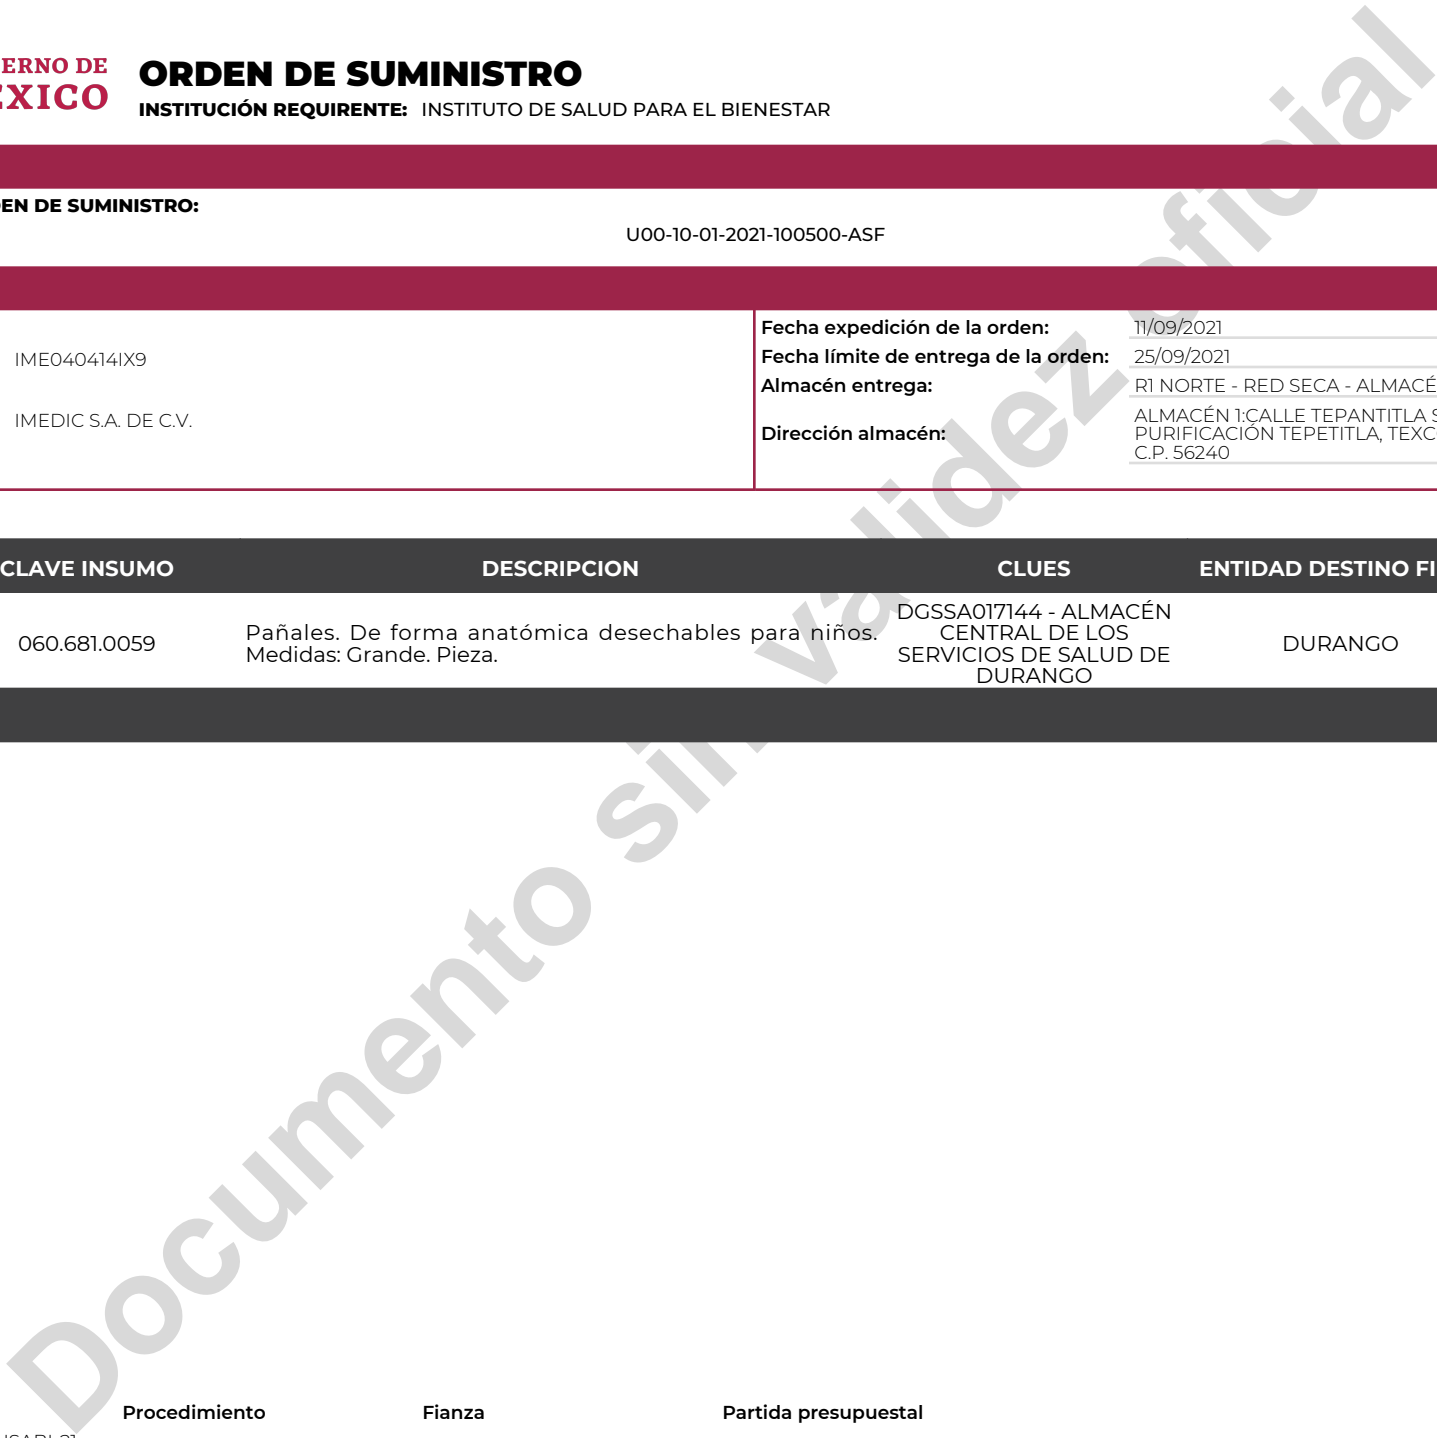 ERNO DE
EXICO
ORDEN DE SUMINISTRO
INSTITUCIÓN REQUIRENTE: INSTITUTO DE SALUD PARA EL BIENESTAR
EN DE SUMINISTRO:
U00-10-01-2021-100500-ASF
IME040414IX9
IMEDIC S.A. DE C.V.
Fecha expedición de la orden: 11/09/2021
Fecha límite de entrega de la orden: 25/09/2021
Almacén entrega: R1 NORTE - RED SECA - ALMACÉ
Dirección almacén: ALMACÉN 1:CALLE TEPANTITLA S
PURIFICACIÓN TEPETITLA, TEXC
C.P. 56240
CLAVE INSUMO DESCRIPCION CLUES ENTIDAD DESTINO FI
060.681.0059
Pañales. De forma anatómica desechables para niños.
Medidas: Grande. Pieza.
DGSSA017144 - ALMACÉN
CENTRAL DE LOS
SERVICIOS DE SALUD DE
DURANGO
DURANGO
Documento sin validez oficial
Procedimiento Fianza Partida presupuestal